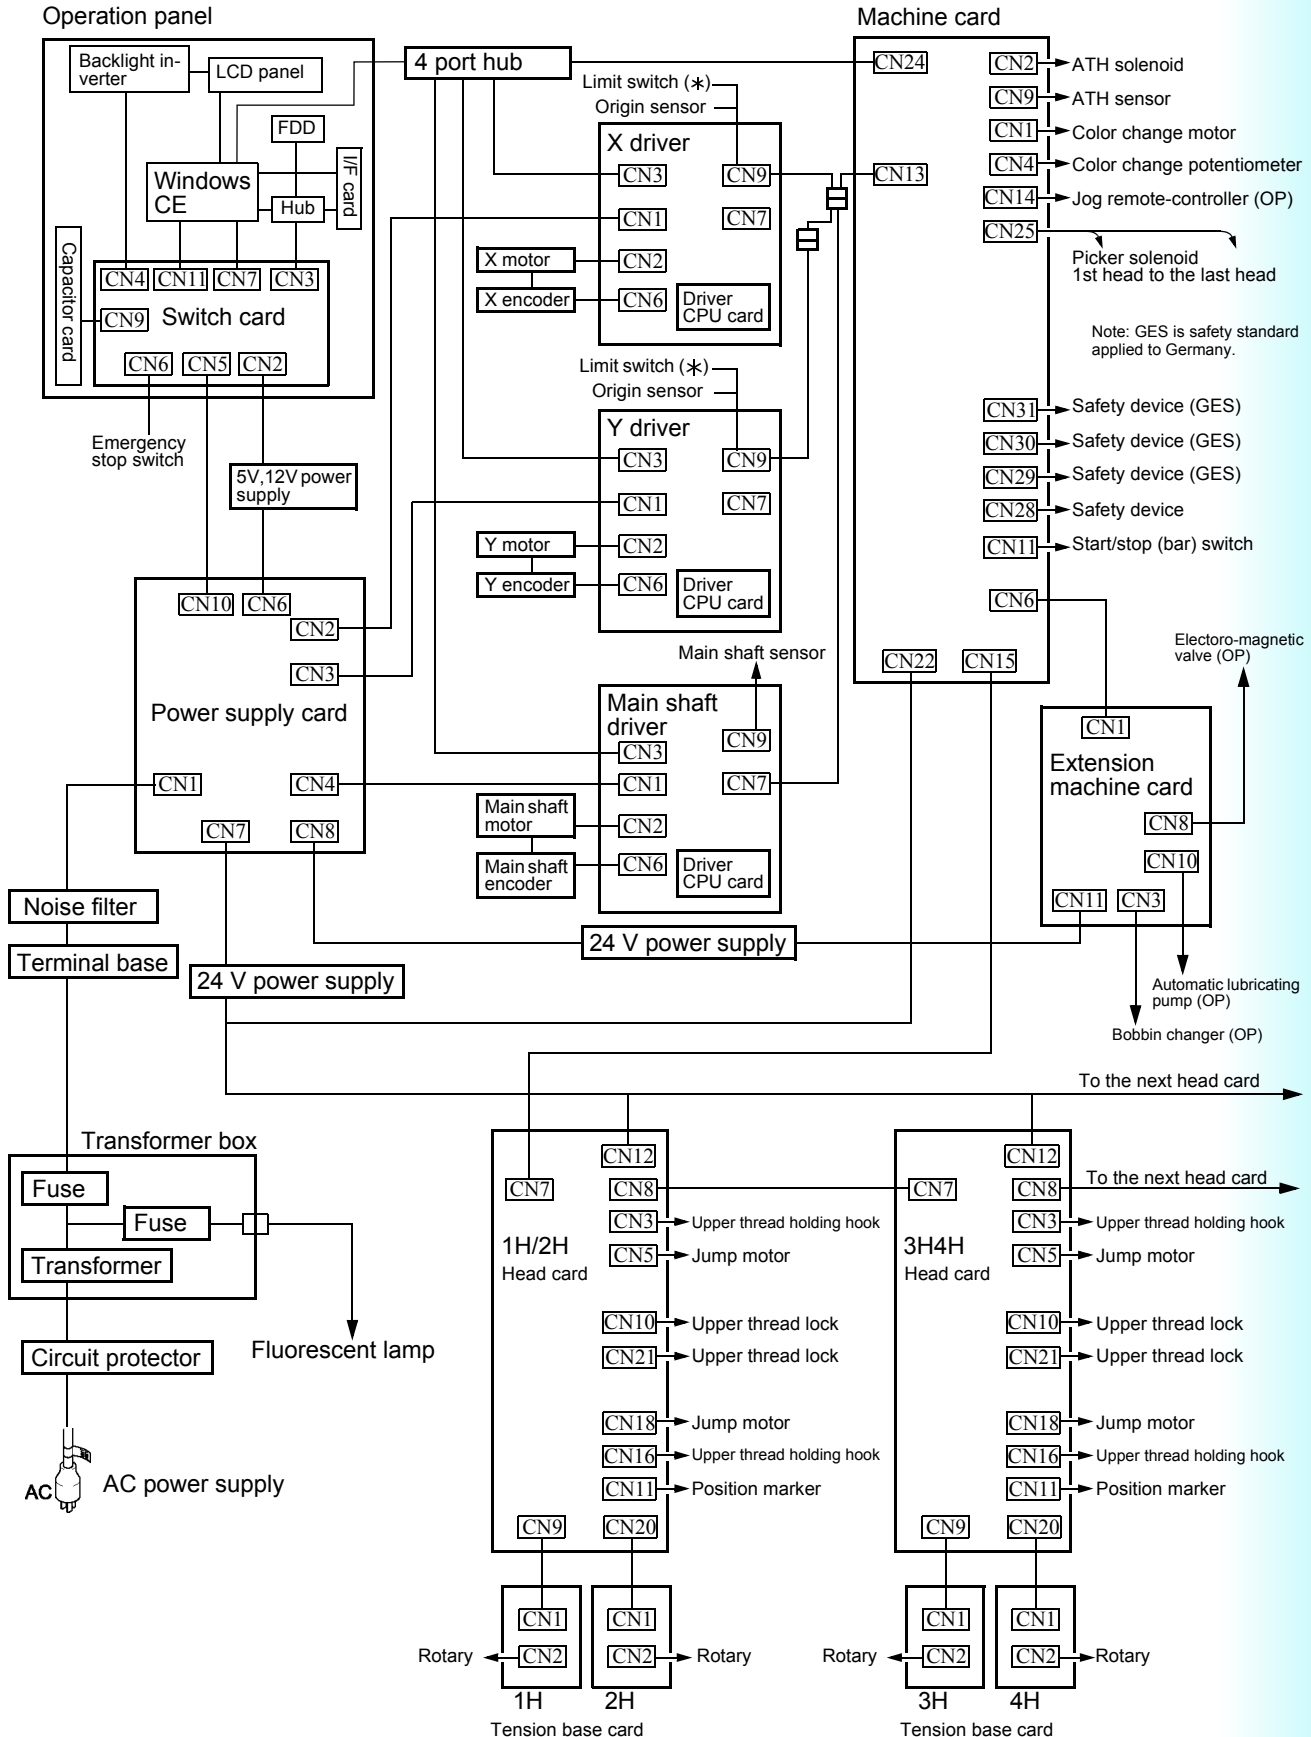 Operation panel
Backlight in-
verter
LCD panel
FDD
I/F card
Windows
CE
Hub
Capacitor card
CN4
CN11
CN7
CN3
CN9
Switch card
CN6
CN5
CN2
Emergency
stop switch
5V,12V power
supply
4 port hub
Limit switch (*)
Origin sensor
X driver
CN3
CN9
CN1
CN7
X motor
CN2
X encoder
CN6
Driver
CPU card
Limit switch (*)
Origin sensor
Y driver
CN3
CN9
CN1
CN7
Y motor
CN2
Y encoder
CN6
Driver
CPU card
Main shaft sensor
Main shaft
driver
CN9
CN3
CN1
CN7
Main shaft
motor
CN2
Main shaft
encoder
CN6
Driver
CPU card
Machine card
CN24
CN2
ATH solenoid
CN9
ATH sensor
CN1
Color change motor
CN13
CN4
Color change potentiometer
CN14
Jog remote-controller (OP)
CN25
Picker solenoid
1st head to the last head
Note: GES is safety standard
applied to Germany.
CN31
Safety device (GES)
CN30
Safety device (GES)
CN29
Safety device (GES)
CN28
Safety device
CN11
Start/stop (bar) switch
CN6
CN22
CN15
Electoro-magnetic
valve (OP)
CN1
Extension
machine card
CN8
CN10
CN11
CN3
Automatic lubricating
pump (OP)
Bobbin changer (OP)
CN10
CN6
CN2
CN3
Power supply card
CN1
CN4
CN7
CN8
Noise filter
Terminal base
24 V power supply
24 V power supply
To the next head card
Transformer box
Fuse
Fuse
Transformer
Circuit protector
Fluorescent lamp
AC
AC power supply
CN12
CN7
CN8
CN3
Upper thread holding hook
1H/2H
Head card
CN5
Jump motor
CN10
Upper thread lock
CN21
Upper thread lock
CN18
Jump motor
CN16
Upper thread holding hook
CN11
Position marker
CN9
CN20
CN12
CN7
CN8
To the next head card
CN3
Upper thread holding hook
3H4H
Head card
CN5
Jump motor
CN10
Upper thread lock
CN21
Upper thread lock
CN18
Jump motor
CN16
Upper thread holding hook
CN11
Position marker
CN9
CN20
CN1
CN1
Rotary
CN2
CN2
Rotary
1H
2H
Tension base card
CN1
CN1
Rotary
CN2
CN2
Rotary
3H
4H
Tension base card